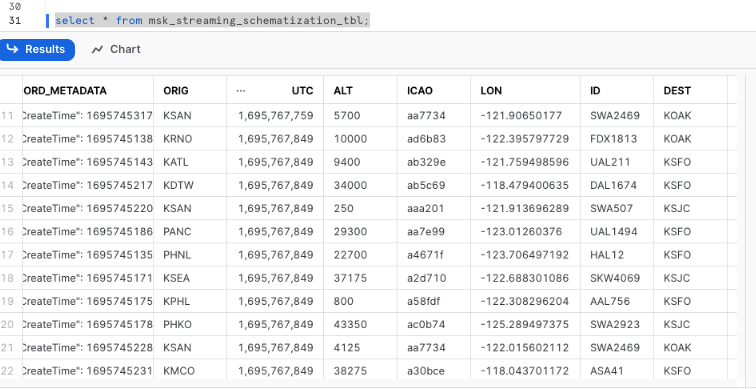 30
31 select * from msk_streaming_schematization_tbl;
Results Chart
ORD_METADATA ORIG ... UTC ALT ICAO LON ID DEST
11 CreateTime": 1695745317 KSAN 1,695,767,759 5700 aa7734 -121.90650177 SWA2469 KOAK
12 CreateTime": 1695745138 KRNO 1,695,767,849 10000 ad6b83 -122.395797729 FDX1813 KOAK
13 CreateTime": 1695745143 KATL 1,695,767,849 9400 ab329e -121.759498596 UAL211 KSFO
14 CreateTime": 1695745217 KDTW 1,695,767,849 34000 ab5c69 -118.479400635 DAL1674 KSFO
15 CreateTime": 1695745220 KSAN 1,695,767,849 250 aaa201 -121.913696289 SWA507 KSJC
16 CreateTime": 1695745186 PANC 1,695,767,849 29300 aa7e99 -123.01260376 UAL1494 KSFO
17 CreateTime": 1695745135 PHNL 1,695,767,849 22700 a4671f -123.706497192 HAL12 KSFO
18 CreateTime": 1695745171 KSEA 1,695,767,849 37175 a2d710 -122.688301086 SKW4069 KSJC
19 CreateTime": 1695745175 KPHL 1,695,767,849 800 a58fdf -122.308296204 AAL756 KSFO
20 CreateTime": 1695745178 PHKO 1,695,767,849 43350 ac0b74 -125.289497375 SWA2923 KSJC
21 CreateTime": 1695745228 KSAN 1,695,767,849 4125 aa7734 -122.015602112 SWA2469 KOAK
22 CreateTime": 1695745231 KMCO 1,695,767,849 38275 a30bce -118.043701172 ASA41 KSFO